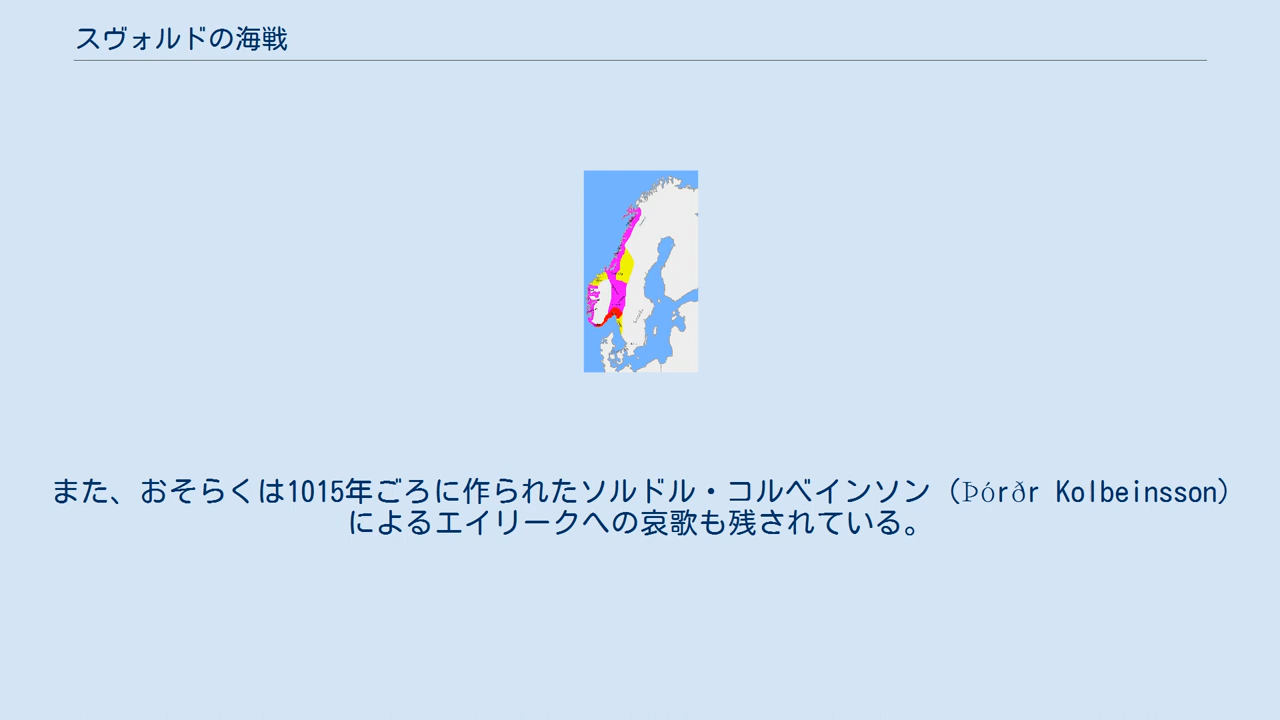 スヴォルドの海戦
また、おそらくは1015年ごろに作られたソルドル・コルベインソン（Þórðr Kolbeinsson）
によるエイリークへの哀歌も残されている。